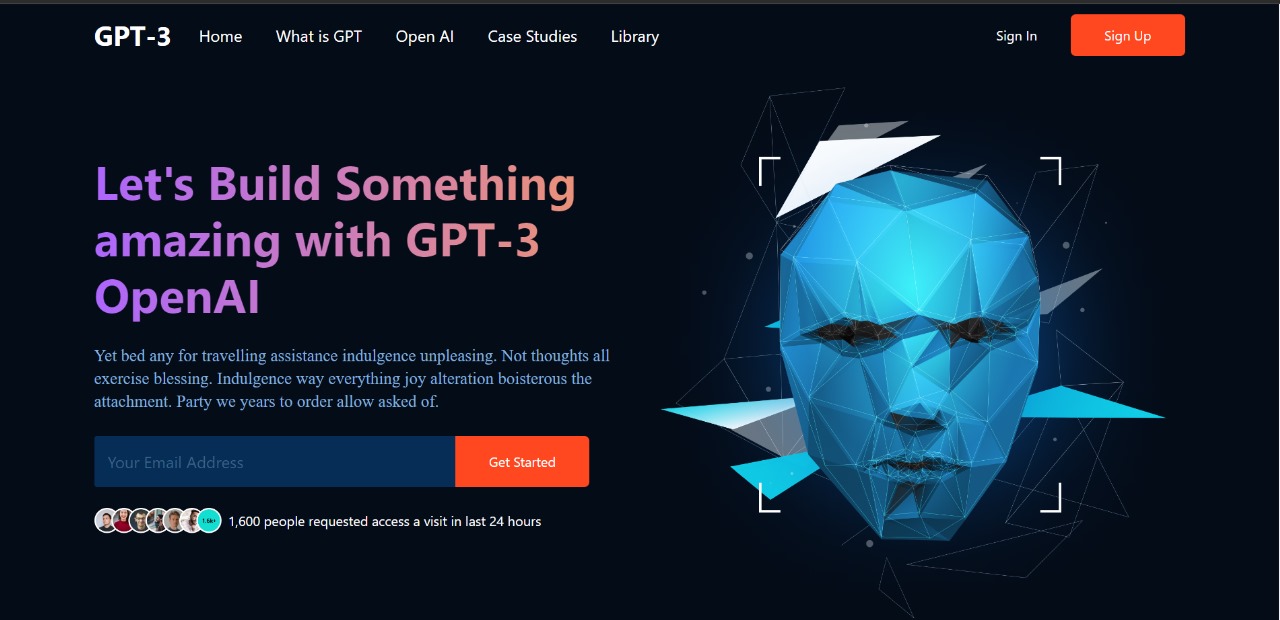 GPT-3 Home What is GPT Open AI Case Studies Library Sign In Sign Up
Let's Build Something
amazing with GPT-3
OpenAI
Yet bed any for travelling assistance indulgence unpleasing. Not thoughts all
exercise blessing. Indulgence way everything joy alteration boisterous the
attachment. Party we years to order allow asked of.
Your Email Address Get Started
1.6k+ 1,600 people requested access a visit in last 24 hours